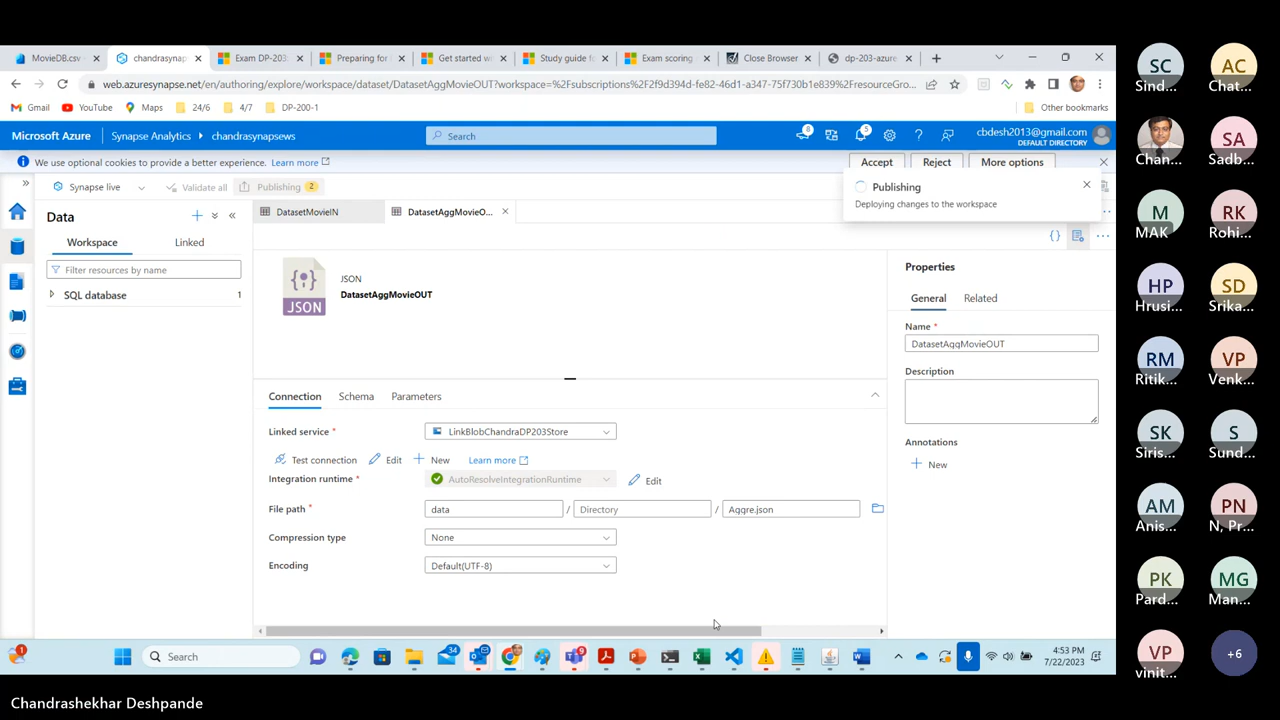 MovieDB.csv
chandrasynap
Exam DP-203:
Preparing for
Get started w
Study guide fo
Exam scoring
Close Browser
dp-203-azure
web.azuresynapse.net/en/authoring/explore/workspace/dataset/DatasetAggMovieOUT?workspace=%2Fsubscriptions%2F2f9d394d-fe82-46d1-a347-75f30b1e839%2FresourceGro...
Gmail
YouTube
Maps
24/6
4/7
DP-200-1
Other bookmarks
Microsoft Azure
Synapse Analytics
chandrasynapsews
Search
8
5
cbdesh2013@gmail.com
DEFAULT DIRECTORY
We use optional cookies to provide a better experience. Learn more
Accept
Reject
More options
Synapse live
Validate all
Publishing 2
Publishing
Deploying changes to the workspace
Data
DatasetMovieIN
DatasetAggMovieO...
Workspace
Linked
Filter resources by name
SQL database
1
JSON
JSON
DatasetAggMovieOUT
Properties
General
Related
Name *
DatasetAggMovieOUT
Description
Annotations
New
Connection
Schema
Parameters
Linked service *
LinkBlobChandraDP203Store
Test connection
Edit
New
Learn more
Integration runtime *
AutoResolveIntegrationRuntime
Edit
File path *
data
/
Directory
/
Aggre.json
Compression type
None
Encoding
Default(UTF-8)
1
Search
34
9
4:53 PM
7/22/2023
SC
Sind...
AC
Chat...
Chan...
SA
Sadb...
M
MAK
RK
Rohi...
HP
Hrusi...
SD
Srika...
RM
Ritik...
VP
Venk...
SK
Siris...
S
Sund...
AM
Anis...
PN
N, Pr...
PK
Pard...
MG
Man...
VP
vinit...
+6
Chandrashekhar Deshpande